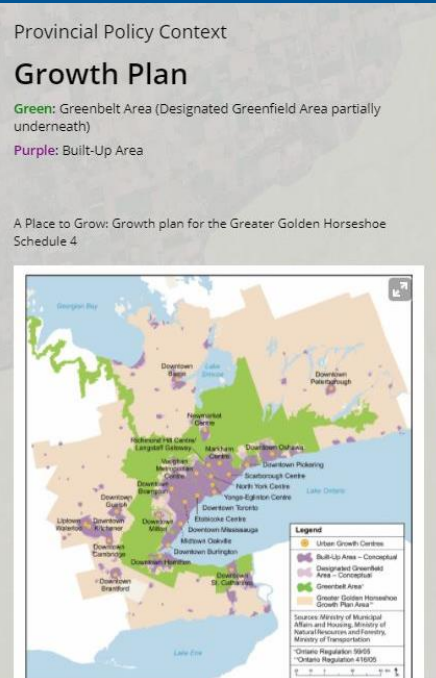 Provincial Policy Context
Growth Plan
Green: Greenbelt Area (Designated Greenfield Area partially
underneath)
Purple: Built-Up Area
A Place to Grow: Growth plan for the Greater Golden Horseshoe
Schedule 4
Georgian Bay
Downtown
Barrie
Lake
Simcoe
Downtown
Peterborough
Newmarket
Centre
Richmond Hill Centre/
Langstaff Gateway
Markham
Centre
Downtown Oshawa
Vaughan
Metropolitan
Centre
Downtown Pickering
Scarborough Centre
Downtown
Brampton
North York Centre
Yonge-Eglinton Centre
Lake Ontario
Downtown
Guelph
Downtown Toronto
Etobicoke Centre
Uptown
Waterloo
Downtown
Kitchener
Downtown
Milton
Downtown Mississauga
Midtown Oakville
Downtown
Cambridge
Downtown Burlington
Downtown Hamilton
Downtown
Brantford
Downtown
St. Catharines
Lake Erie
Legend
Urban Growth Centres
Built-Up Area – Conceptual
Designated Greenfield
Area – Conceptual
Greenbelt Area*
Greater Golden Horseshoe
Growth Plan Area**
Sources: Ministry of Municipal
Affairs and Housing, Ministry of
Natural Resources and Forestry,
Ministry of Transportation
*Ontario Regulation 59/05
**Ontario Regulation 416/05